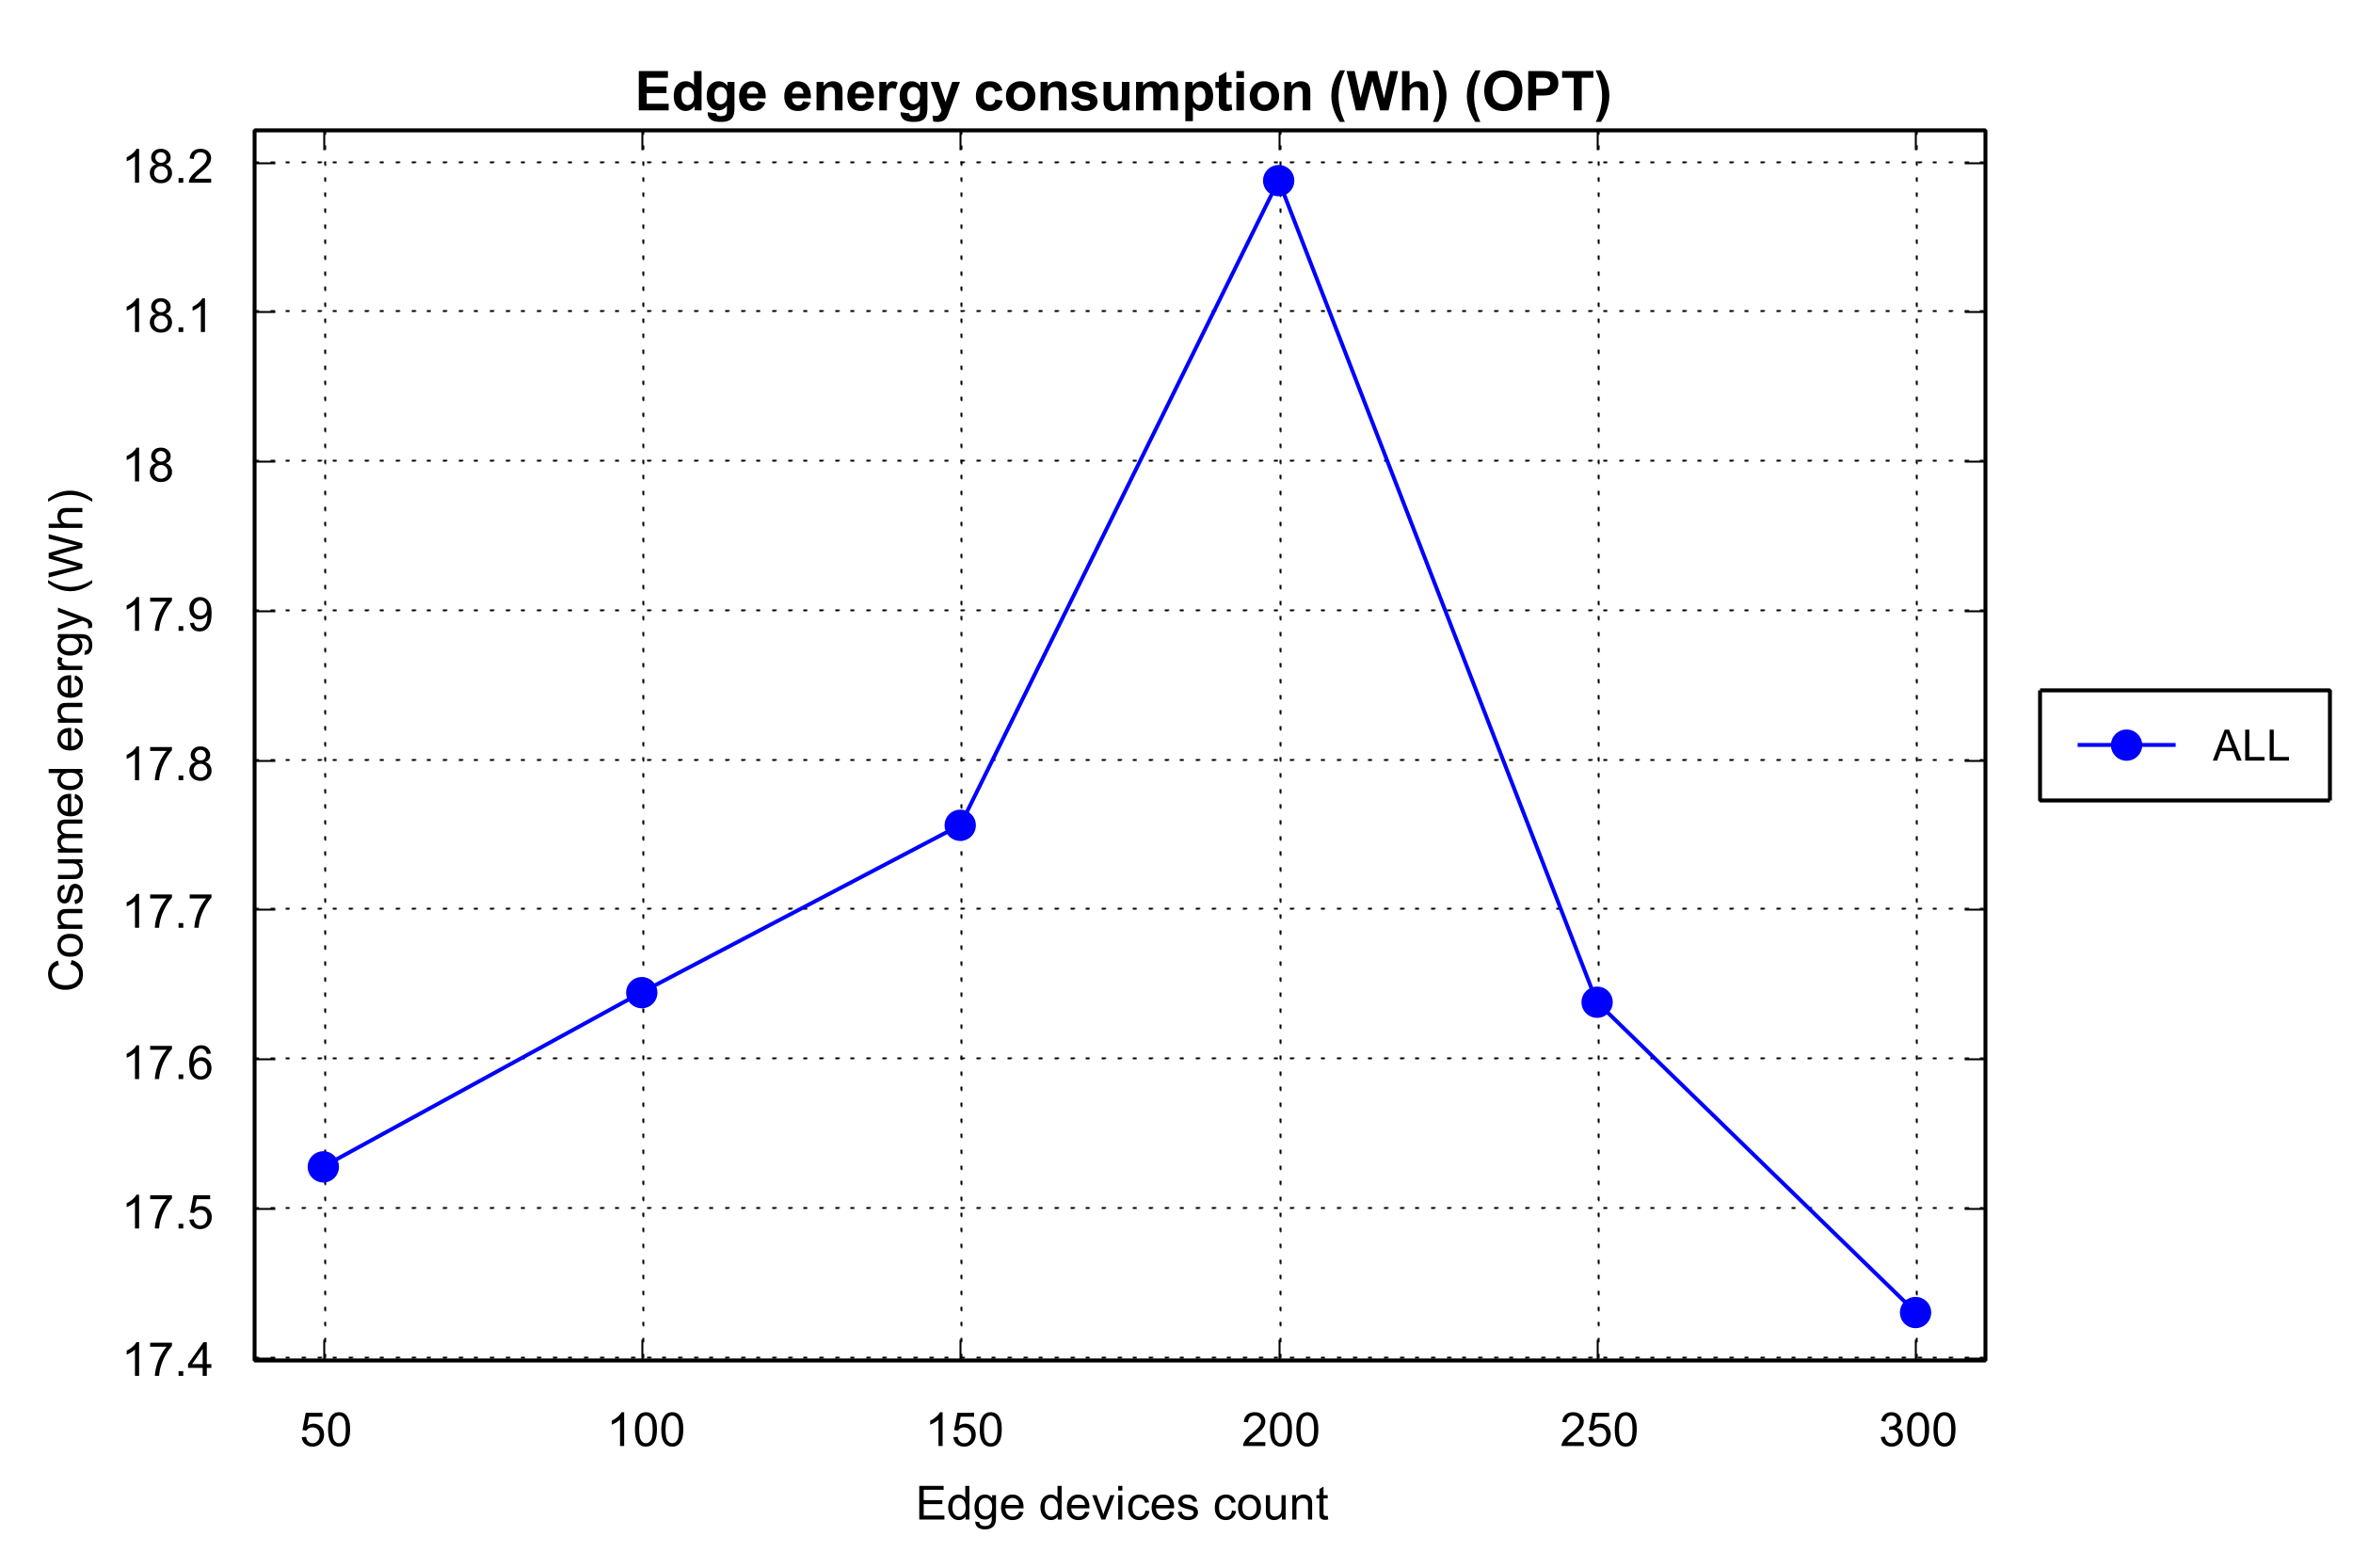 Edge energy consumption (Wh) (OPT)
Consumed energy (Wh)
18.2
18.1
18
17.9
17.8
17.7
17.6
17.5
17.4
50 100 150 200 250 300
Edge devices count
ALL